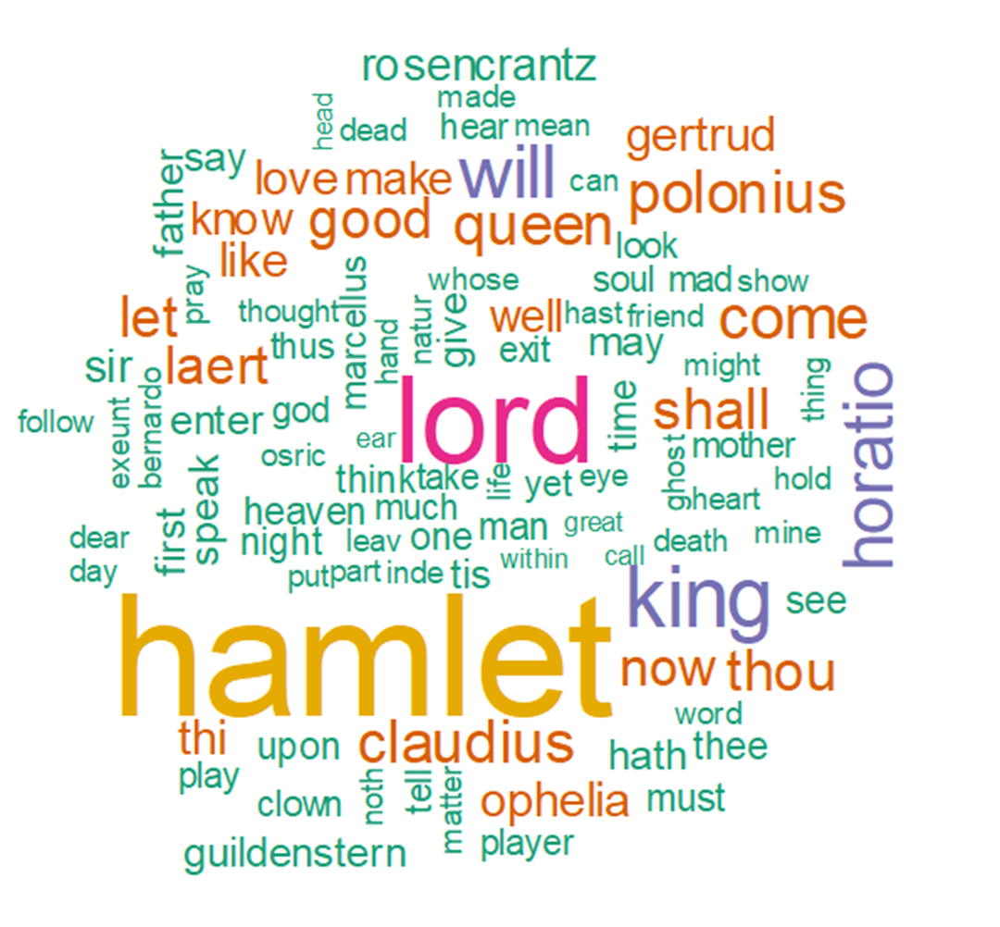 rosencrantz
made
head
dead hear mean
gertrud
father
say
love make will can
polonius
know good queen
look
like
pray
marcellus
whose soul mad show
let
thought
natur
give
well hast friend come
hand
thus exit may
sir laert
might
thing
horatio
follow
exeunt
bernardo
enter god
lord
time
shall
ear
osric
ghost
mother
speak
think take
life
yet eye
hold
first
heaven much
heart
dear night leav one man great death mine
day
within call
put part inde tis
king see
hamlet
now thou
word
thi upon claudius hath thee
play
noth
tell
matter
clown ophelia must
guildenstern player